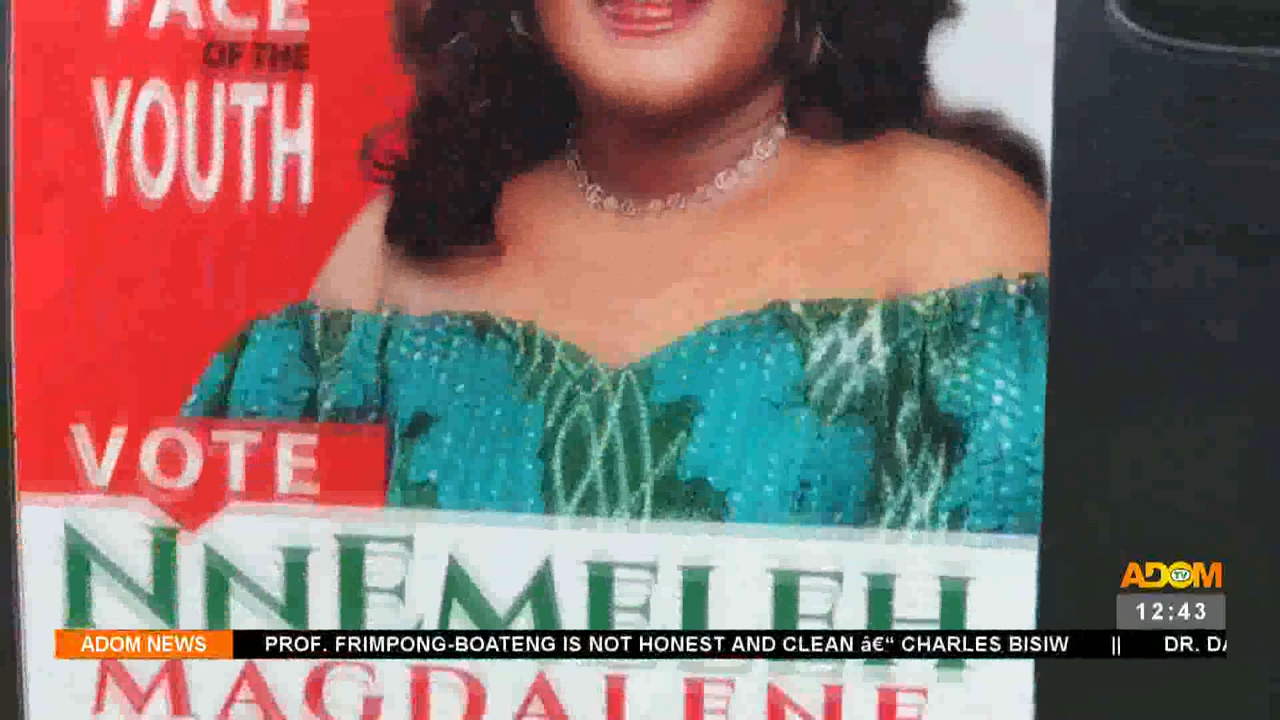 FACE
OF THE
YOUTH
VOTE
NNEMELEH
MAGDALENE
ADOM TV
12:43
ADOM NEWS PROF. FRIMPONG-BOATENG IS NOT HONEST AND CLEAN â€“ CHARLES BISIW || DR. DA